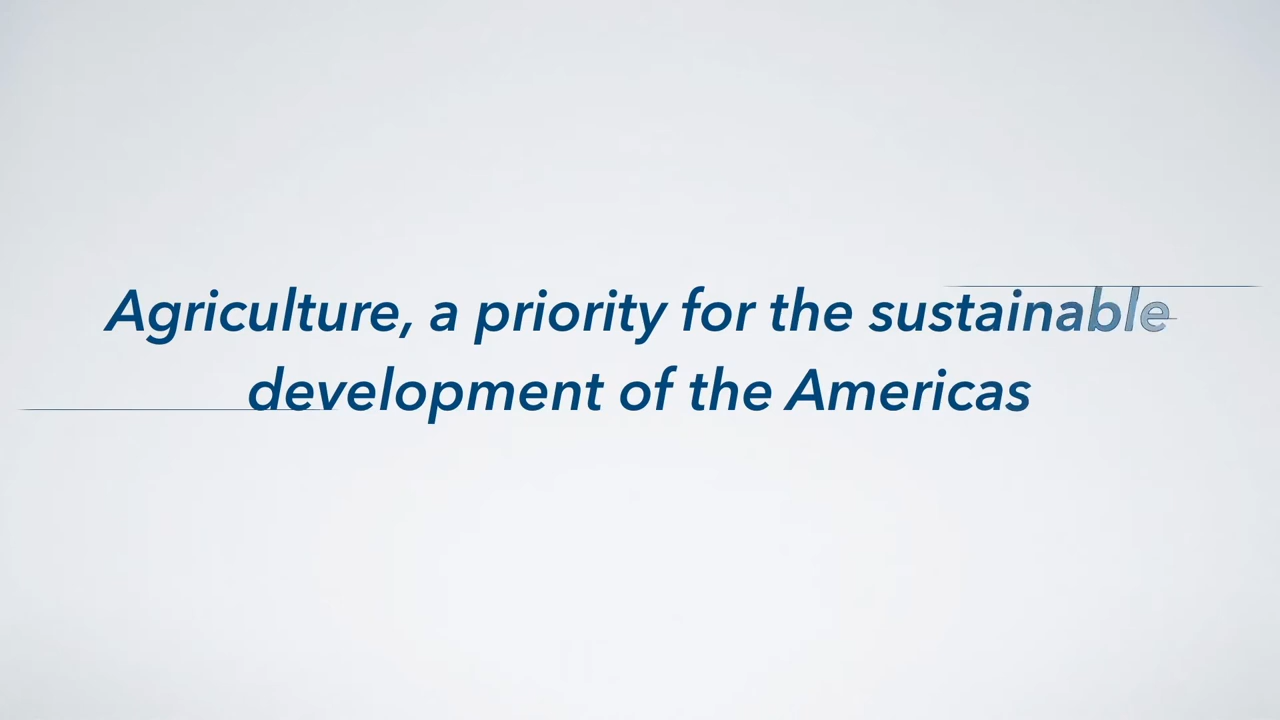 Agriculture, a priority for the sustainable
development of the Americas